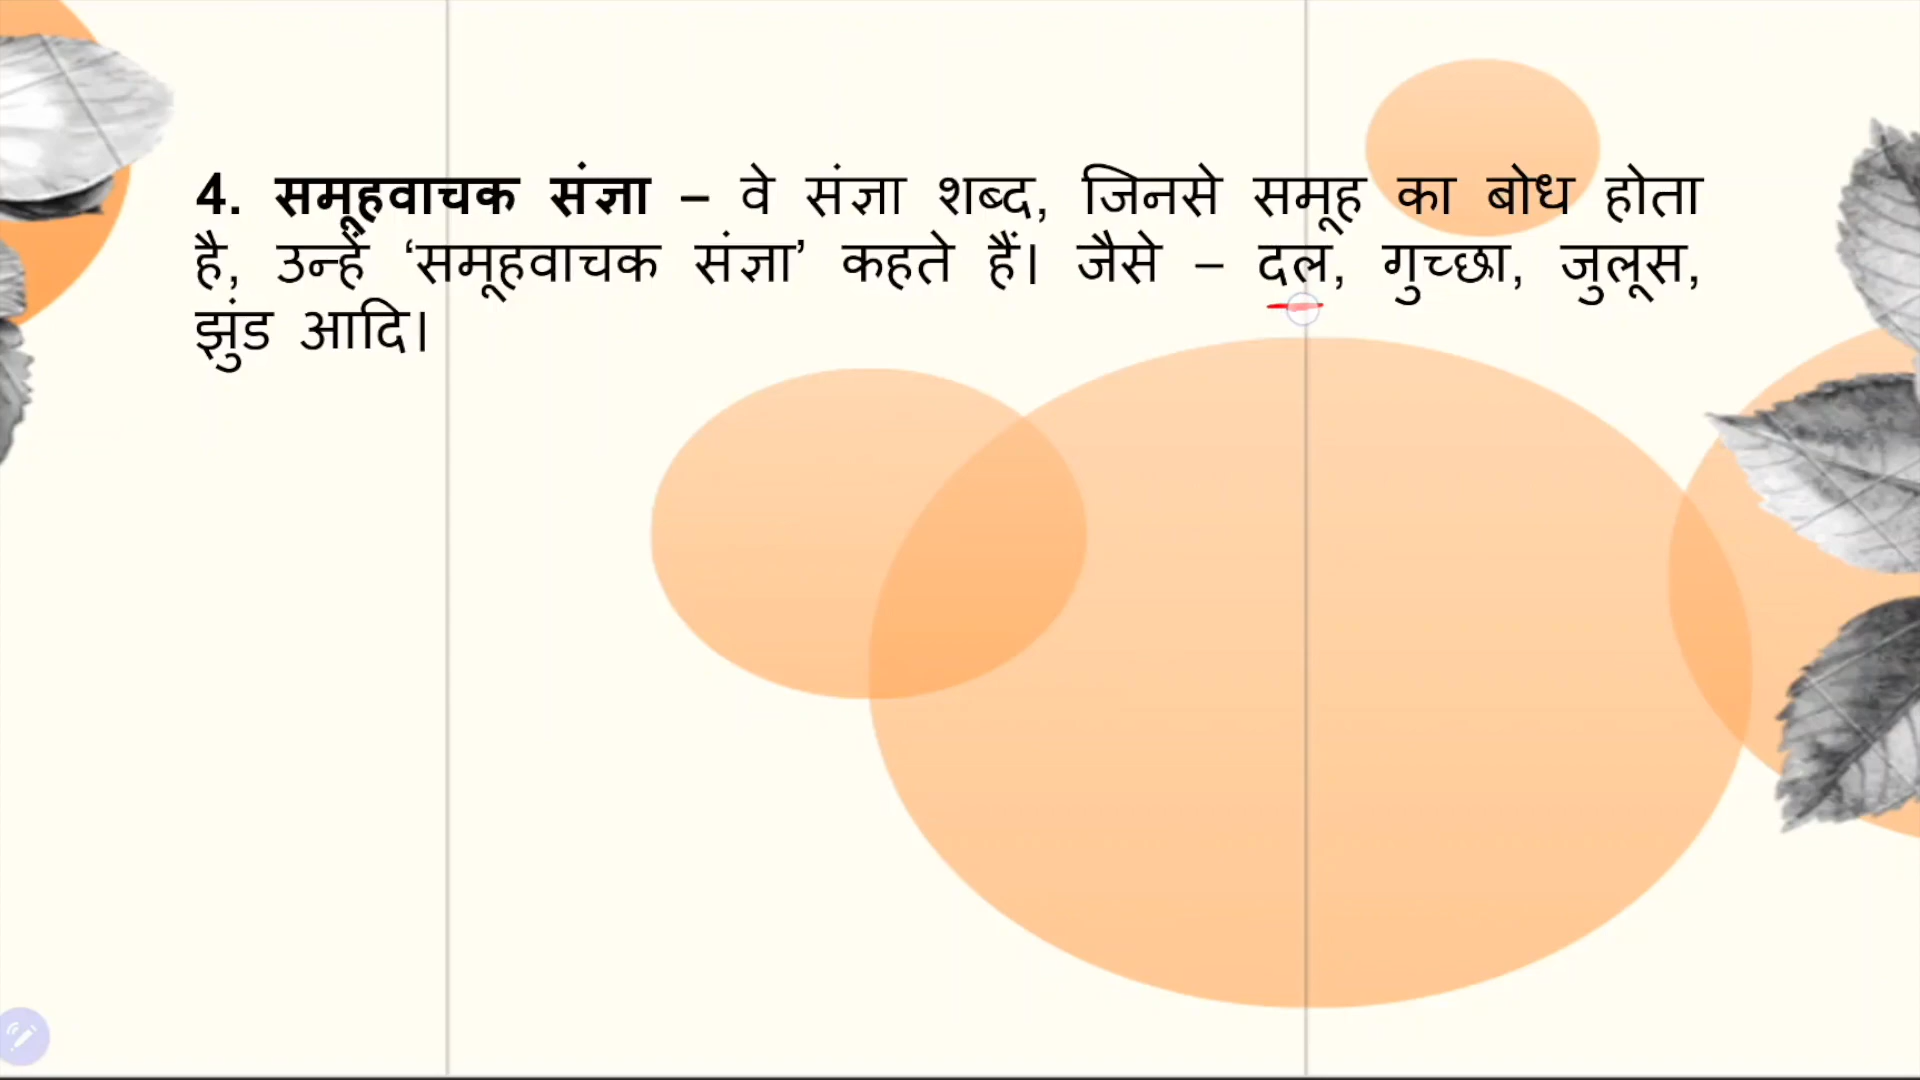 4. समूहवाचक संज्ञा – वे संज्ञा शब्द, जिनसे समूह का बोध होता
है, उन्हें ‘समूहवाचक संज्ञा’ कहते हैं। जैसे – दल, गुच्छा, जुलूस,
झुंड आदि।